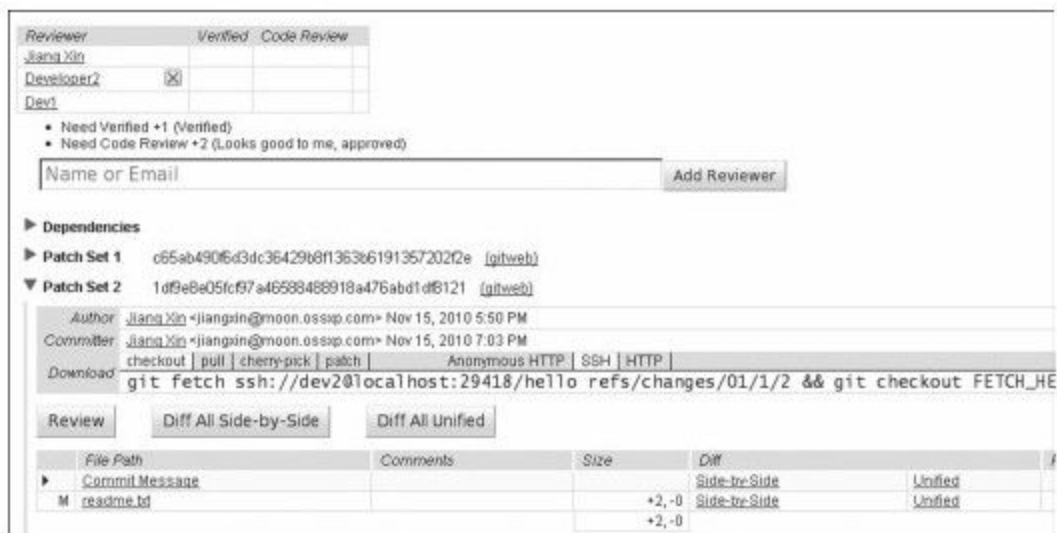 Reviewer Verified Code Review
Jiang Xin
Developer2
Dev1
• Need Verified +1 (Verified)
• Need Code Review +2 (Looks good to me, approved)
Name or Email Add Reviewer
Dependencies
Patch Set 1 c65ab490f6d3dc36429b8f1363b6191357202f2e (gitweb)
Patch Set 2 1df9e8e05fcf97a46588488918a476abd1df8121 (gitweb)
Author Jiang Xin <jiangxin@moon.ossxp.com> Nov 15, 2010 5:50 PM
Committer Jiang Xin <jiangxin@moon.ossxp.com> Nov 15, 2010 7:03 PM
Download checkout | pull | cherry-pick | patch | Anonymous HTTP | SSH | HTTP |
git fetch ssh://dev2@localhost:29418/hello refs/changes/01/1/2 && git checkout FETCH_HE
Review Diff All Side-by-Side Diff All Unified
File Path Comments Size Diff
Commit Message Side-by-Side Unified
M readme.txt +2, -0 Side-by-Side Unified
+2, -0